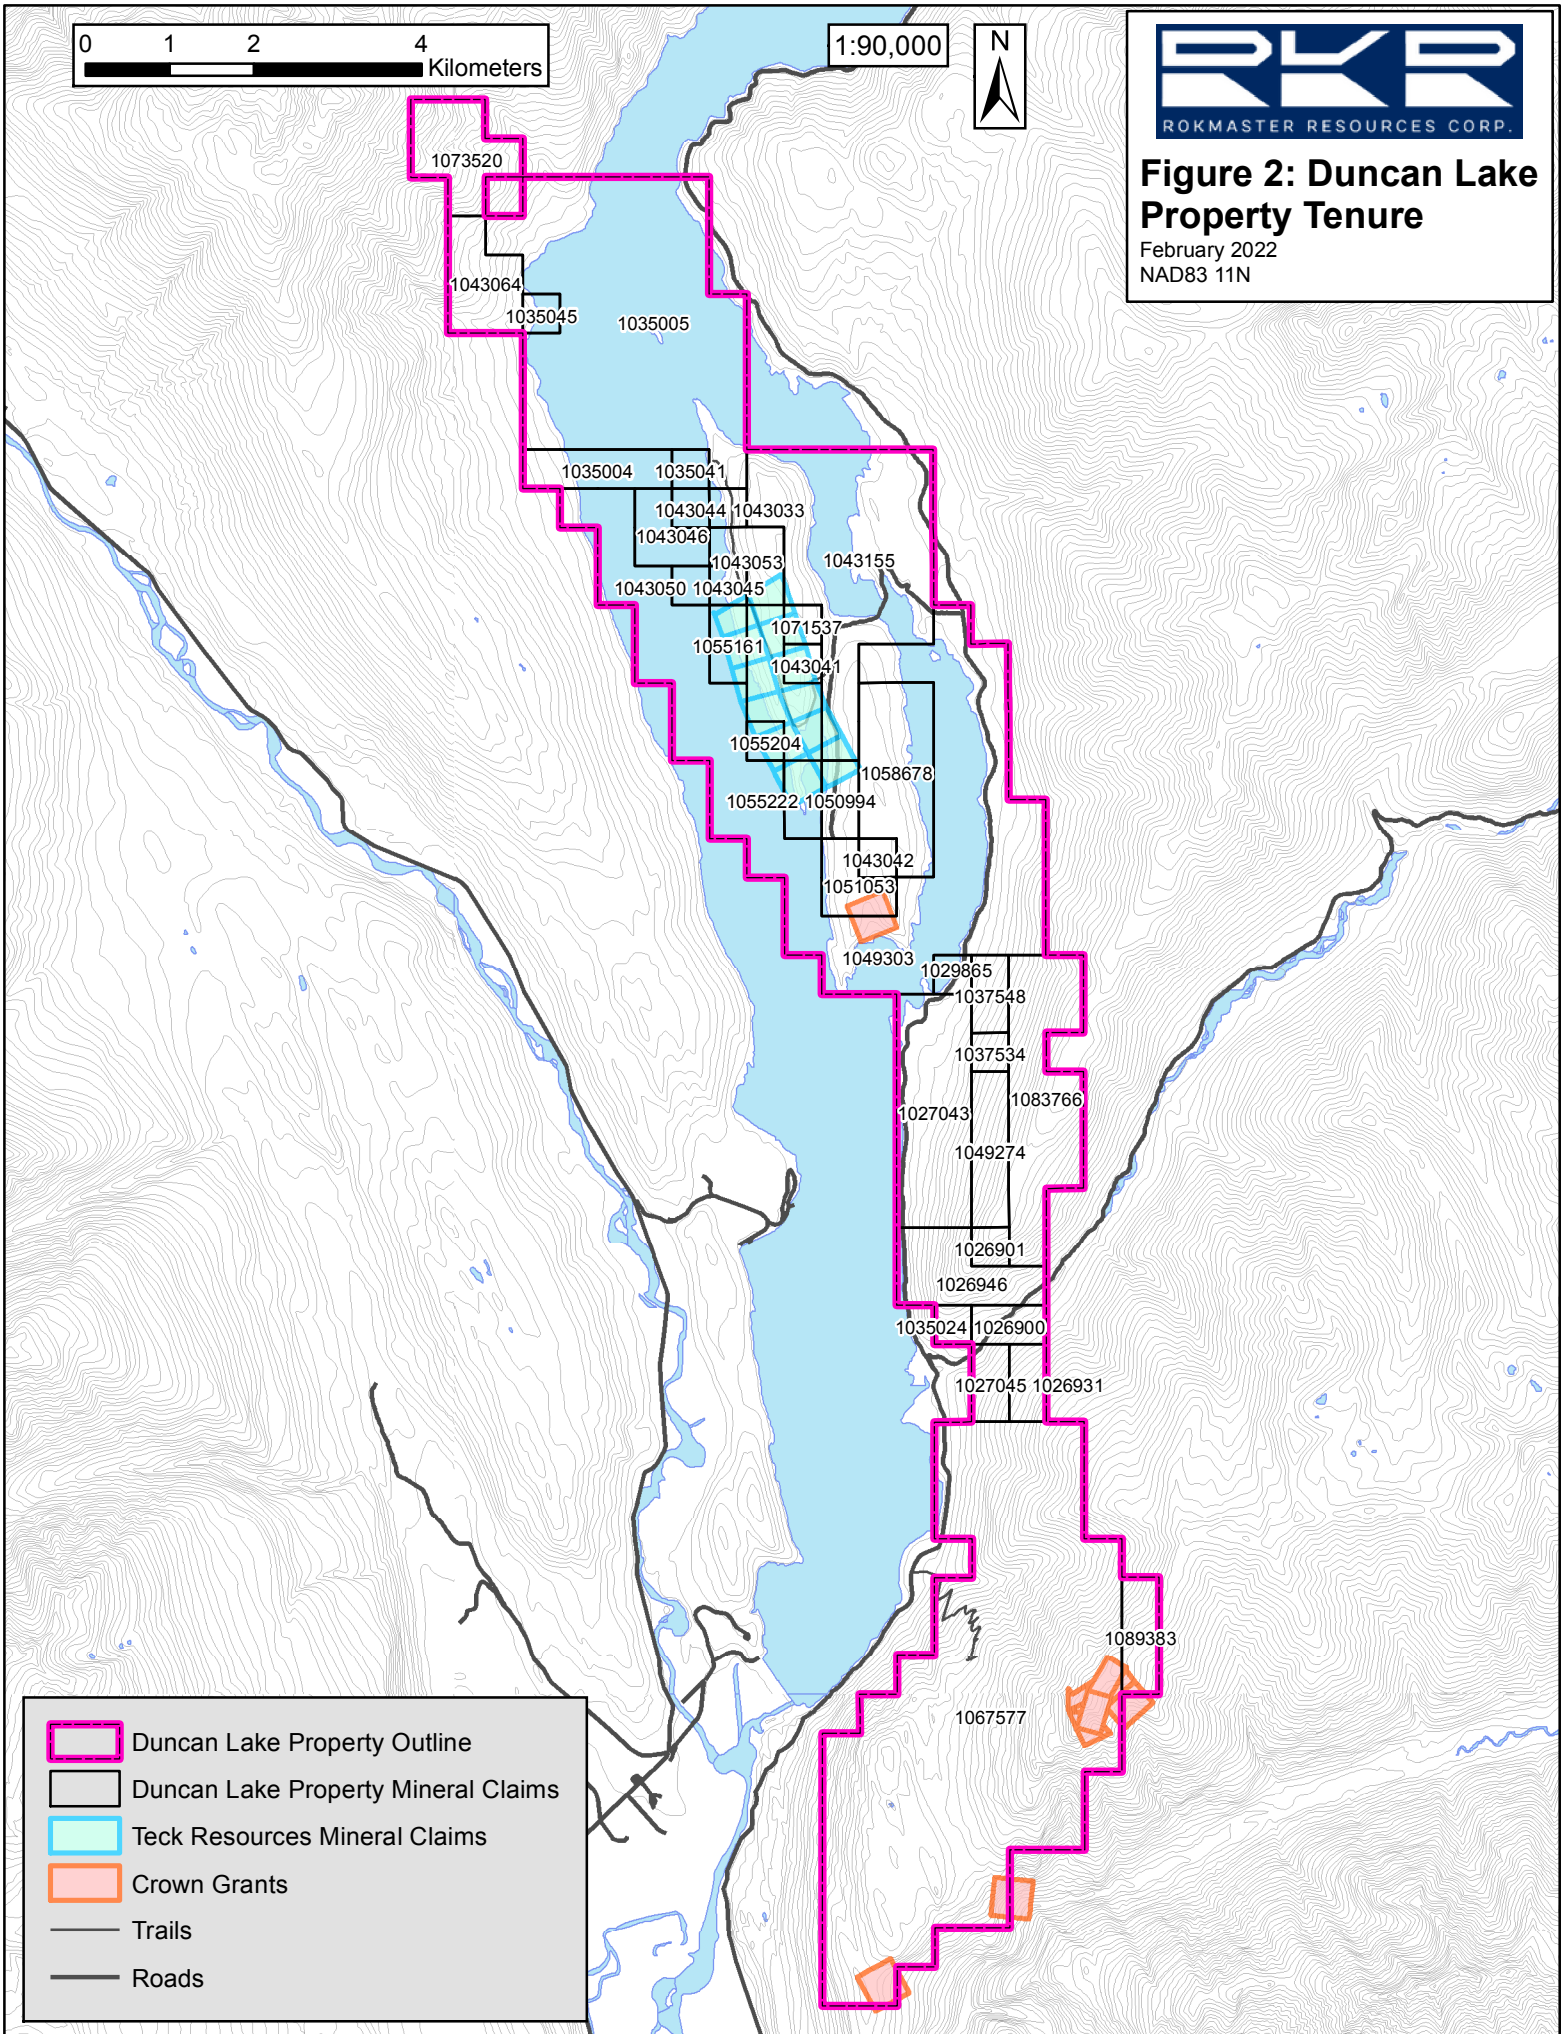 0 1 2 4
Kilometers
1:90,000
N
RKR
ROKMASTER RESOURCES CORP.
Figure 2: Duncan Lake
Property Tenure
February 2022
NAD83 11N
1073520
1043064
1035045
1035005
1035004
1035041
1043044
1043033
1043046
1043053
1043155
1043050
1043045
1071537
1055161
1043041
1055204
1058678
1055222
1050994
1043042
1051053
1049303
1029865
1037548
1037534
1083766
1027043
1049274
1026901
1026946
1035024
1026900
1027045
1026931
1089383
1067577
Duncan Lake Property Outline
Duncan Lake Property Mineral Claims
Teck Resources Mineral Claims
Crown Grants
Trails
Roads